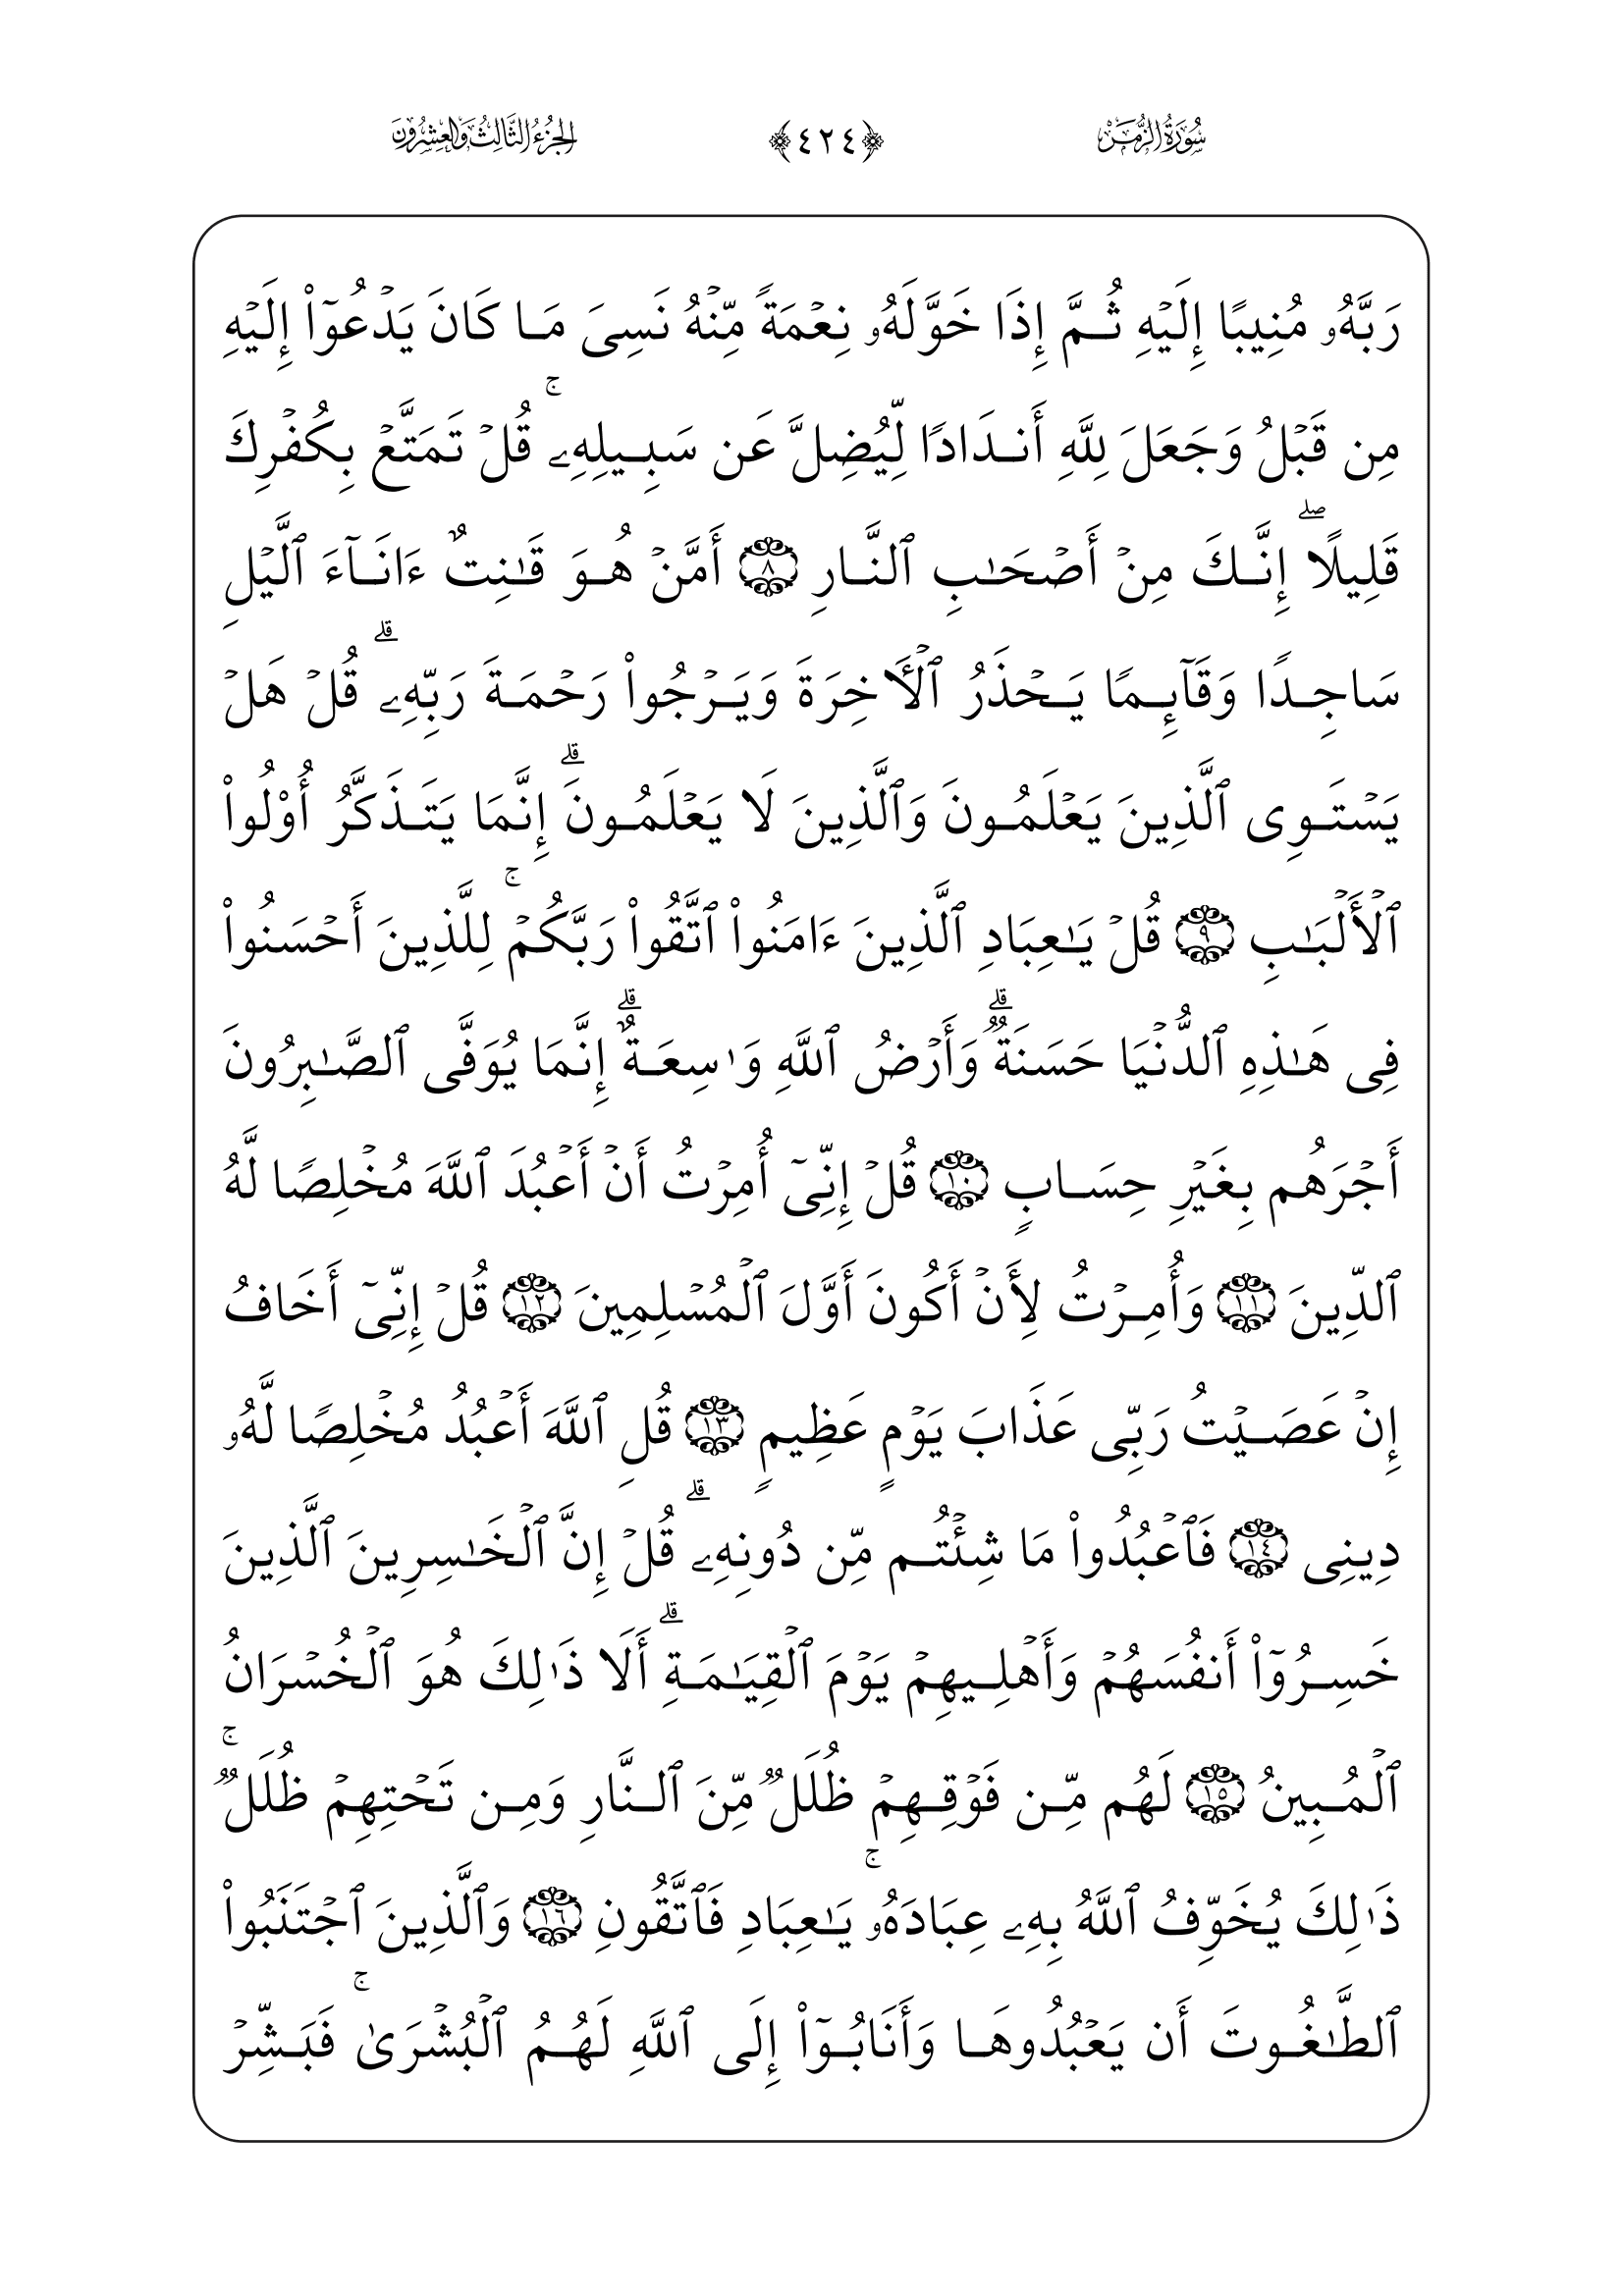 سُورَةُ الزُّمَرِ ﴿٤٢٤﴾ الجُزْءُ الثَّالِثُ وَالعِشْرُونَ
رَبَّهُۥ مُنِيبًا إِلَيۡهِ ثُمَّ إِذَا خَوَّلَهُۥ نِعۡمَةً مِّنۡهُ نَسِيَ مَا كَانَ يَدۡعُوٓاْ إِلَيۡهِ
مِن قَبۡلُ وَجَعَلَ لِلَّهِ أَندَادًا لِّيُضِلَّ عَن سَبِيلِهِۦۚ قُلۡ تَمَتَّعۡ بِكُفۡرِكَ
قَلِيلًاۖ إِنَّكَ مِنۡ أَصۡحَٰبِ ٱلنَّارِ ٨ أَمَّنۡ هُوَ قَٰنِتٌ ءَانَآءَ ٱلَّيۡلِ
سَاجِدًا وَقَآئِمًا يَحۡذَرُ ٱلۡأٓخِرَةَ وَيَرۡجُواْ رَحۡمَةَ رَبِّهِۦۗ قُلۡ هَلۡ
يَسۡتَوِي ٱلَّذِينَ يَعۡلَمُونَ وَٱلَّذِينَ لَا يَعۡلَمُونَۗ إِنَّمَا يَتَذَكَّرُ أُوْلُواْ
ٱلۡأَلۡبَٰبِ ٩ قُلۡ يَٰعِبَادِ ٱلَّذِينَ ءَامَنُواْ ٱتَّقُواْ رَبَّكُمۡۚ لِلَّذِينَ أَحۡسَنُواْ
فِي هَٰذِهِ ٱلدُّنۡيَا حَسَنَةٞۗ وَأَرۡضُ ٱللَّهِ وَٰسِعَةٌۗ إِنَّمَا يُوَفَّى ٱلصَّٰبِرُونَ
أَجۡرَهُم بِغَيۡرِ حِسَابٍ ١٠ قُلۡ إِنِّيٓ أُمِرۡتُ أَنۡ أَعۡبُدَ ٱللَّهَ مُخۡلِصًا لَّهُ
ٱلدِّينَ ١١ وَأُمِرۡتُ لِأَنۡ أَكُونَ أَوَّلَ ٱلۡمُسۡلِمِينَ ١٢ قُلۡ إِنِّيٓ أَخَافُ
إِنۡ عَصَيۡتُ رَبِّي عَذَابَ يَوۡمٍ عَظِيمٍ ١٣ قُلِ ٱللَّهَ أَعۡبُدُ مُخۡلِصًا لَّهُۥ
دِينِي ١٤ فَٱعۡبُدُواْ مَا شِئۡتُم مِّن دُونِهِۦۗ قُلۡ إِنَّ ٱلۡخَٰسِرِينَ ٱلَّذِينَ
خَسِرُوٓاْ أَنفُسَهُمۡ وَأَهۡلِيهِمۡ يَوۡمَ ٱلۡقِيَٰمَةِۗ أَلَا ذَٰلِكَ هُوَ ٱلۡخُسۡرَانُ
ٱلۡمُبِينُ ١٥ لَهُم مِّن فَوۡقِهِمۡ ظُلَلٞ مِّنَ ٱلنَّارِ وَمِن تَحۡتِهِمۡ ظُلَلٞۚ
ذَٰلِكَ يُخَوِّفُ ٱللَّهُ بِهِۦ عِبَادَهُۥۚ يَٰعِبَادِ فَٱتَّقُونِ ١٦ وَٱلَّذِينَ ٱجۡتَنَبُواْ
ٱلطَّٰغُوتَ أَن يَعۡبُدُوهَا وَأَنَابُوٓاْ إِلَى ٱللَّهِ لَهُمُ ٱلۡبُشۡرَىٰۚ فَبَشِّرۡ